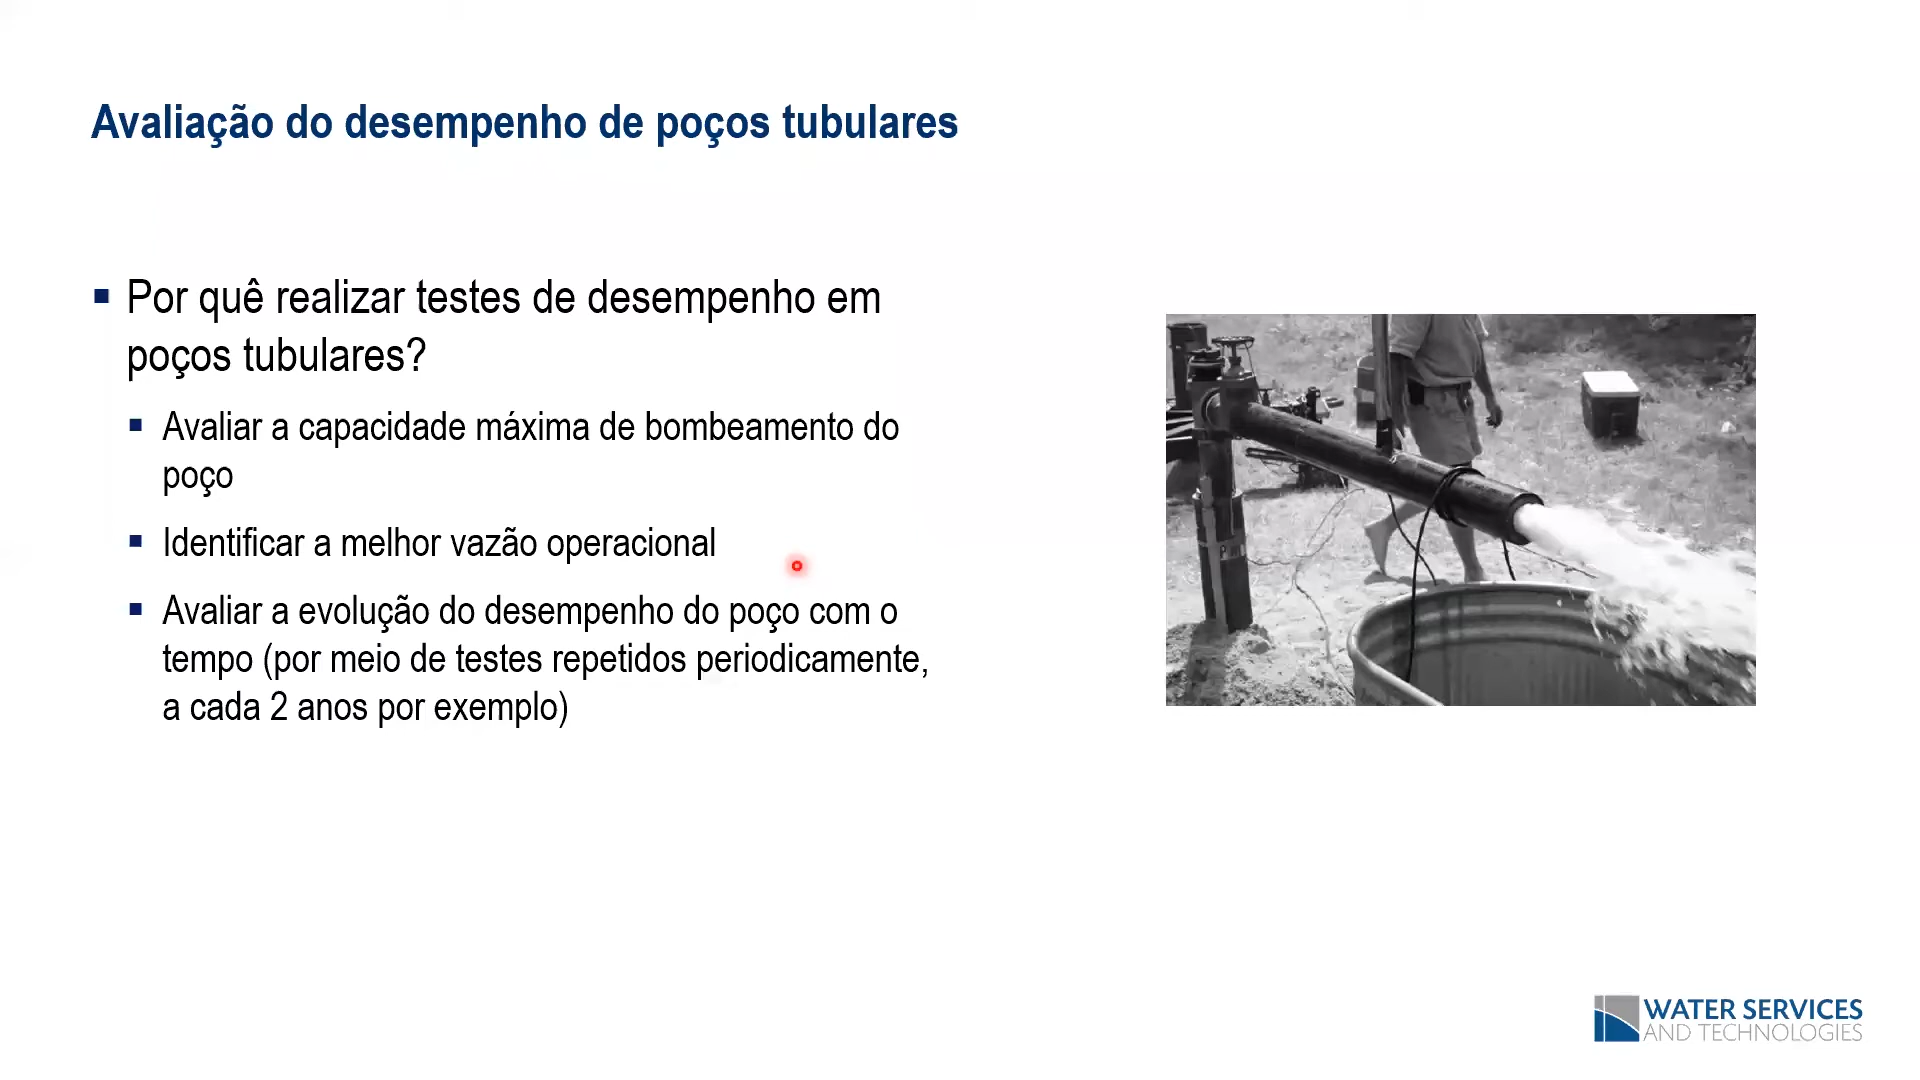 Avaliação do desempenho de poços tubulares
Por quê realizar testes de desempenho em
poços tubulares?
Avaliar a capacidade máxima de bombeamento do
poço
Identificar a melhor vazão operacional
Avaliar a evolução do desempenho do poço com o
tempo (por meio de testes repetidos periodicamente,
a cada 2 anos por exemplo)
WATER SERVICES
AND TECHNOLOGIES